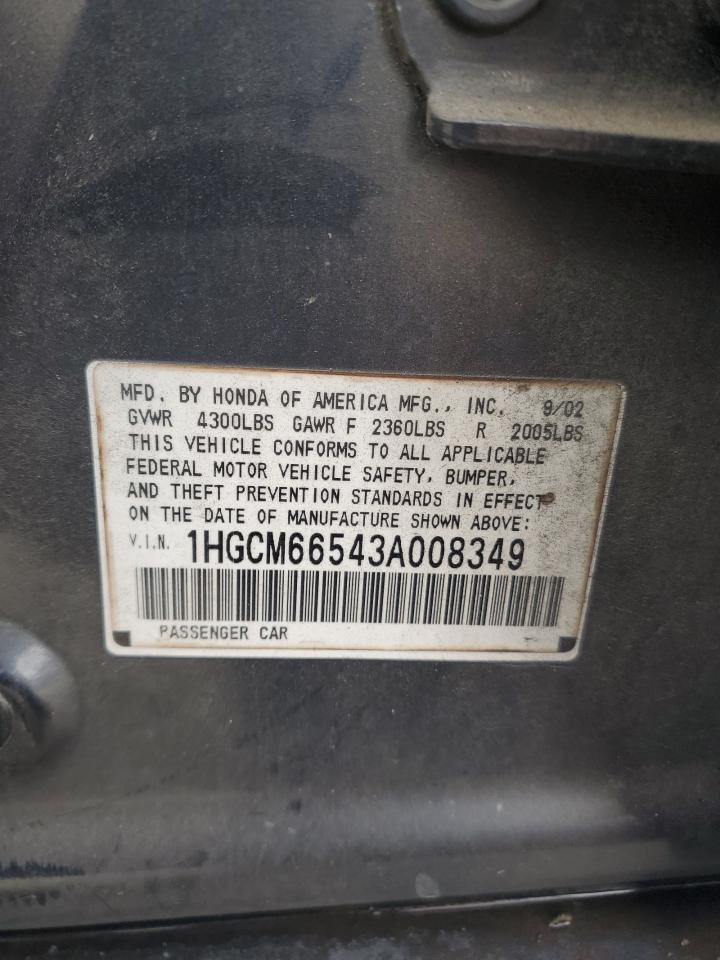 MFD. BY HONDA OF AMERICA MFG., INC. 9/02
GVWR 4300LBS GAWR F 2360LBS R 2005LBS
THIS VEHICLE CONFORMS TO ALL APPLICABLE
FEDERAL MOTOR VEHICLE SAFETY, BUMPER,
AND THEFT PREVENTION STANDARDS IN EFFECT
ON THE DATE OF MANUFACTURE SHOWN ABOVE:
V.I.N. 1HGCM66543A008349
PASSENGER CAR